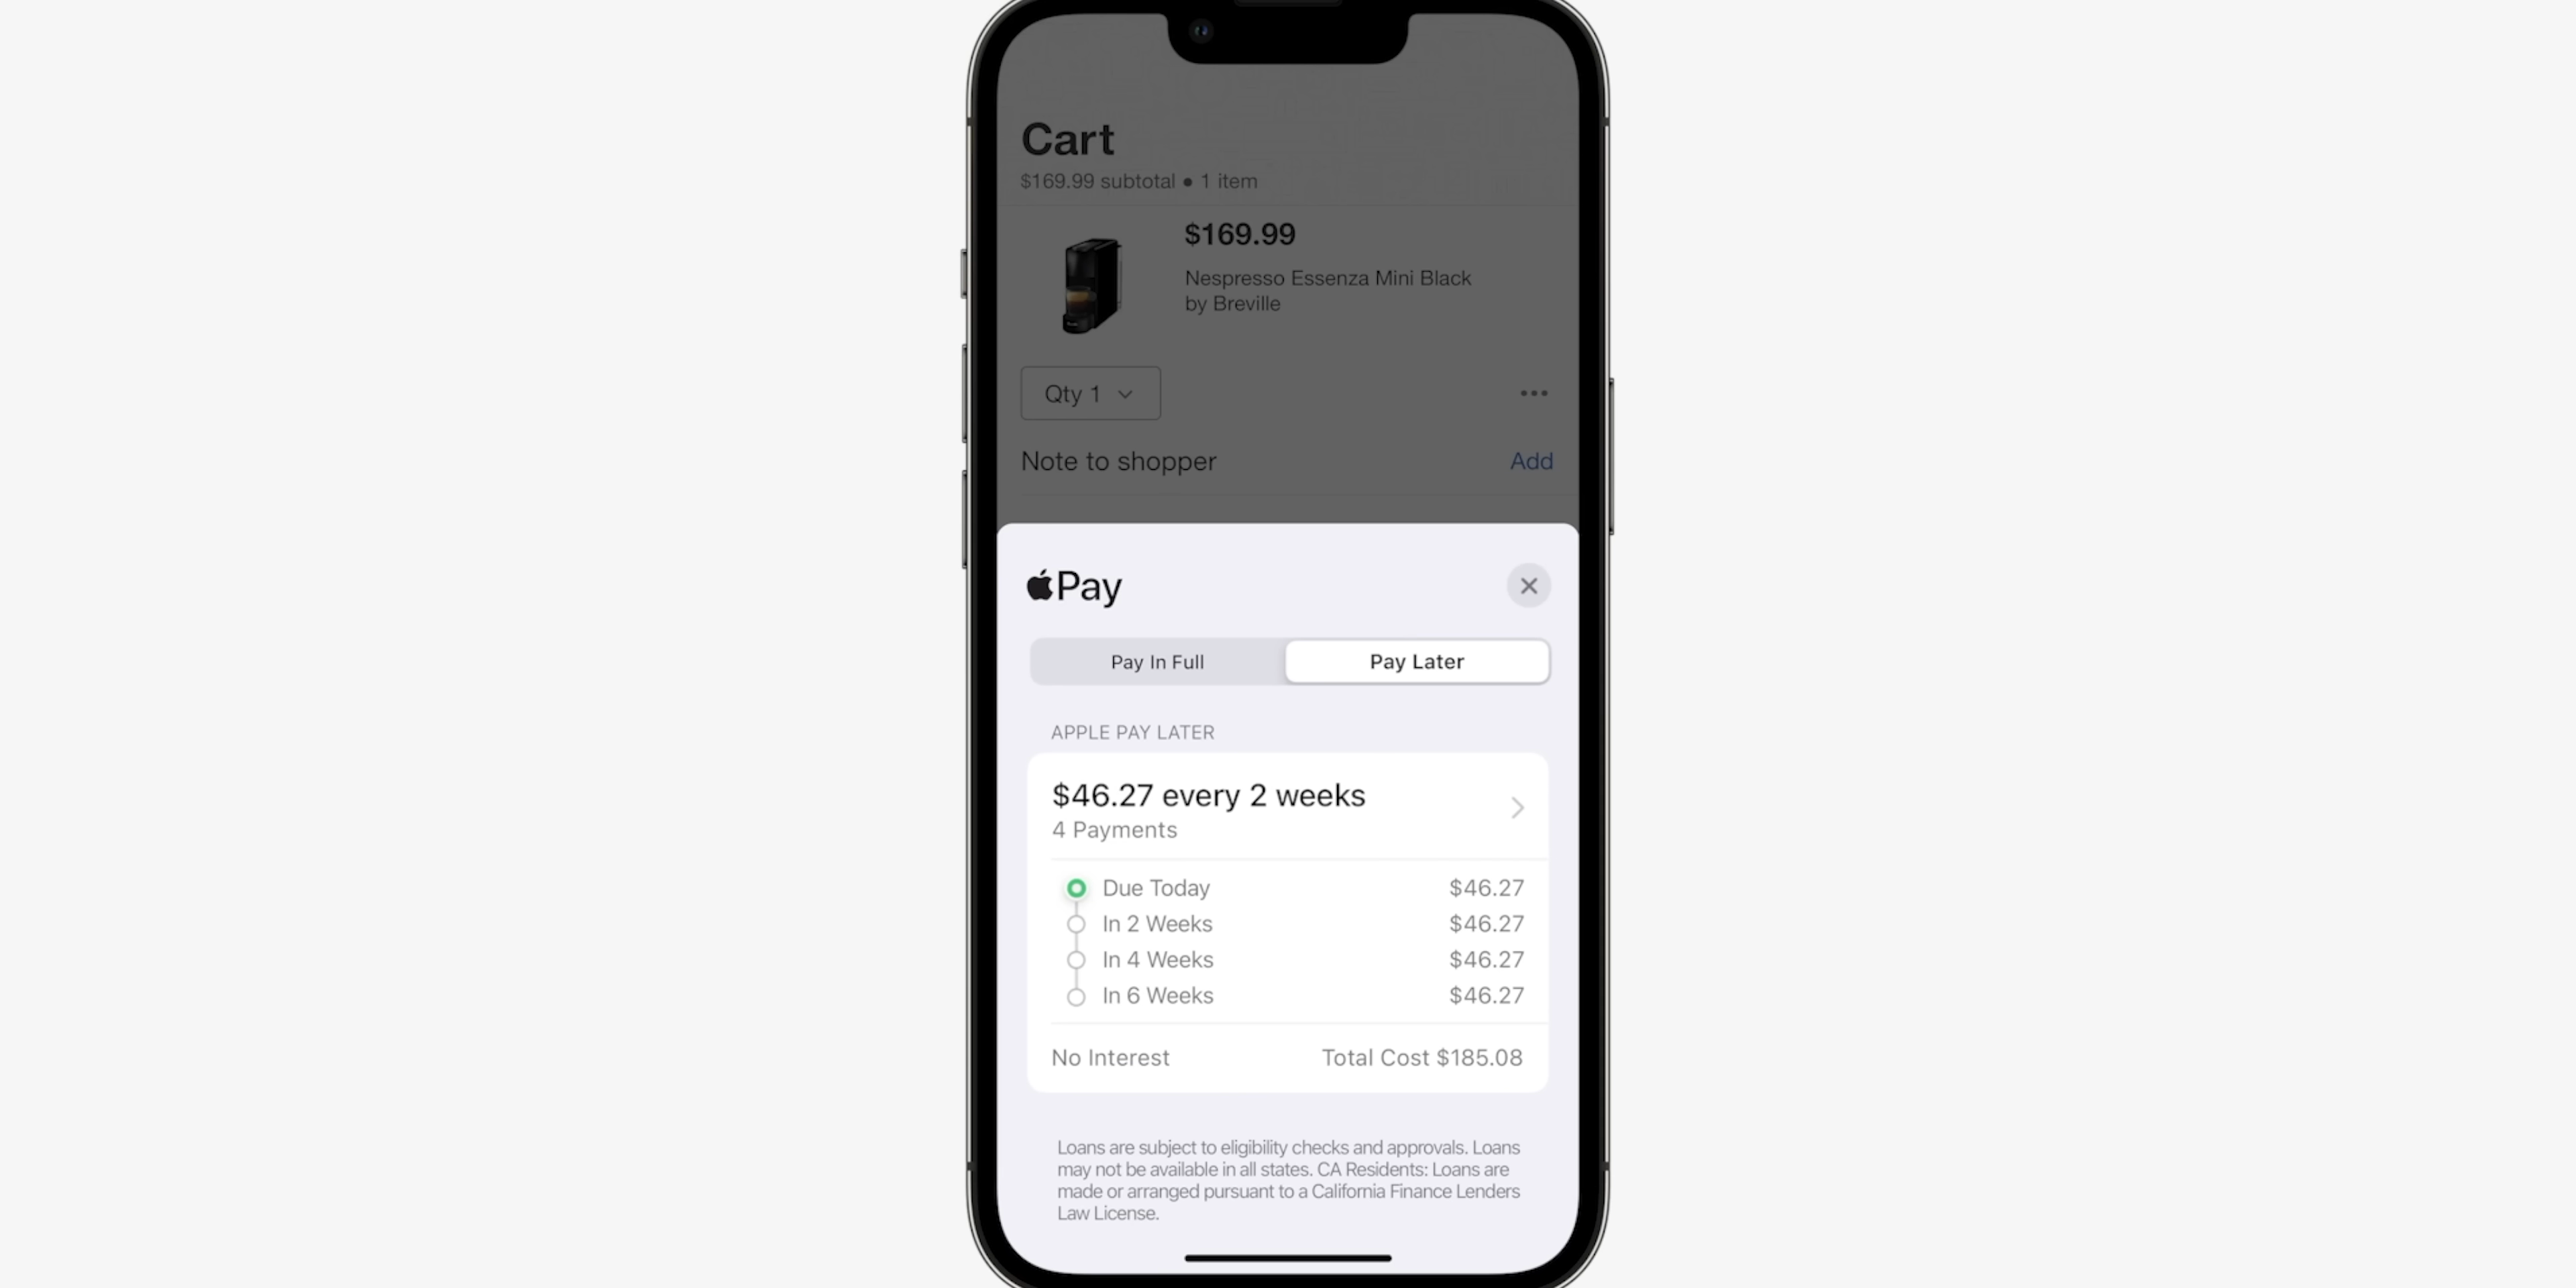 Cart
$169.99 subtotal • 1 item
$169.99
Nespresso Essenza Mini Black
by Breville
Qty 1
Note to shopper
Add
Pay
Pay In Full
Pay Later
APPLE PAY LATER
$46.27 every 2 weeks
4 Payments
Due Today $46.27
In 2 Weeks $46.27
In 4 Weeks $46.27
In 6 Weeks $46.27
No Interest Total Cost $185.08
Loans are subject to eligibility checks and approvals. Loans
may not be available in all states. CA Residents: Loans are
made or arranged pursuant to a California Finance Lenders
Law License.